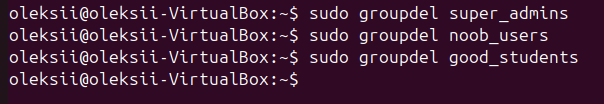 oleksii@oleksii-VirtualBox:~$ sudo groupdel super_admins
oleksii@oleksii-VirtualBox:~$ sudo groupdel noob_users
oleksii@oleksii-VirtualBox:~$ sudo groupdel good_students
oleksii@oleksii-VirtualBox:~$